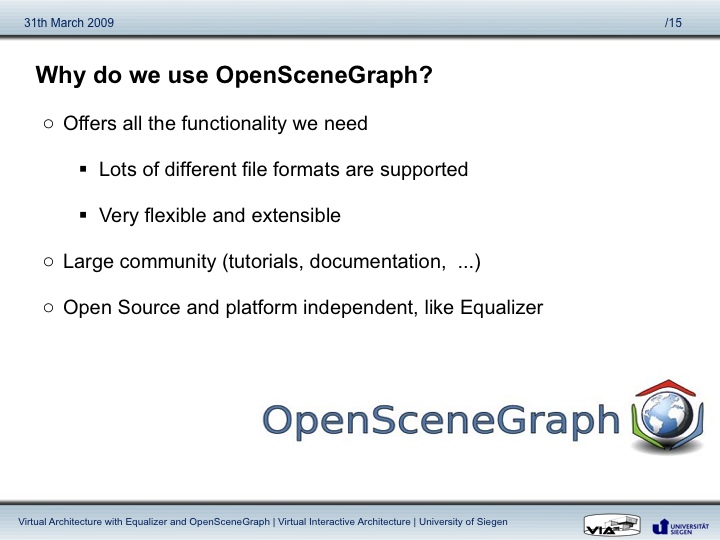 31th March 2009 /15
Why do we use OpenSceneGraph?
○ Offers all the functionality we need
▪ Lots of different file formats are supported
▪ Very flexible and extensible
○ Large community (tutorials, documentation,  ...)
○ Open Source and platform independent, like Equalizer
OpenSceneGraph
Virtual Architecture with Equalizer and OpenSceneGraph | Virtual Interactive Architecture | University of Siegen
VIA
UNIVERSITÄT
SIEGEN